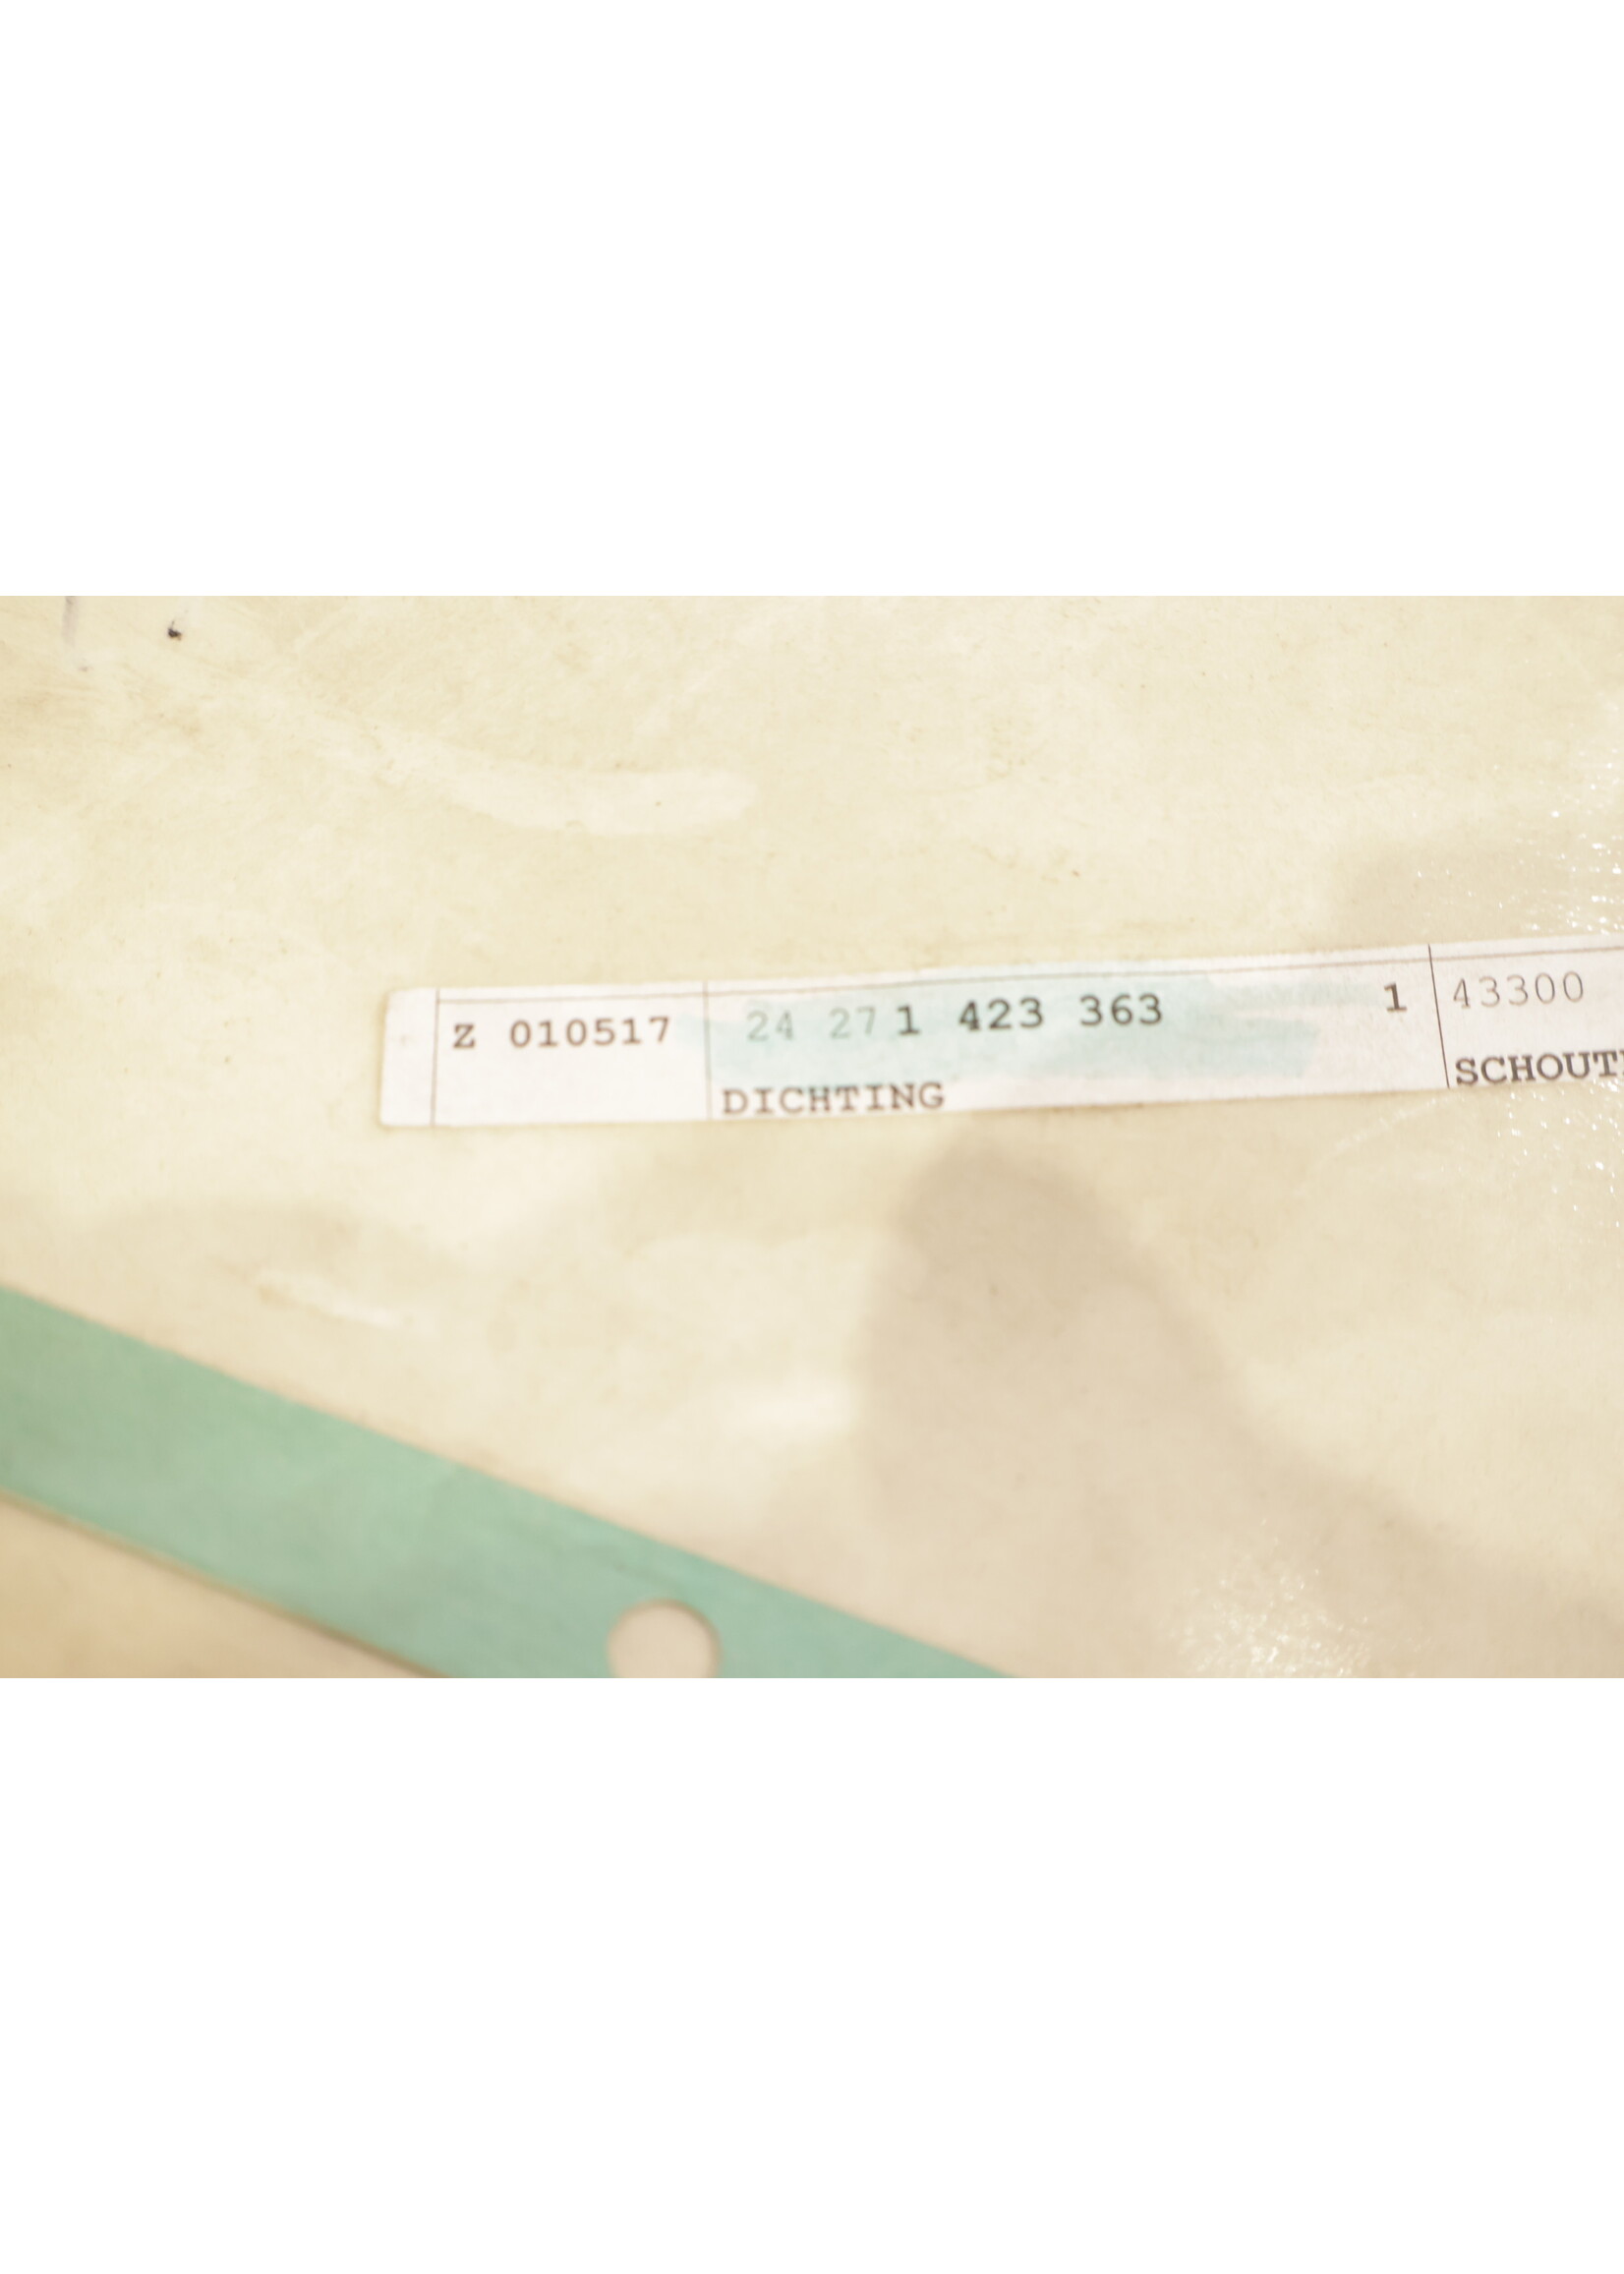 Z 010517 24 27 1 423 363 1 43300
DICHTING SCHOUT